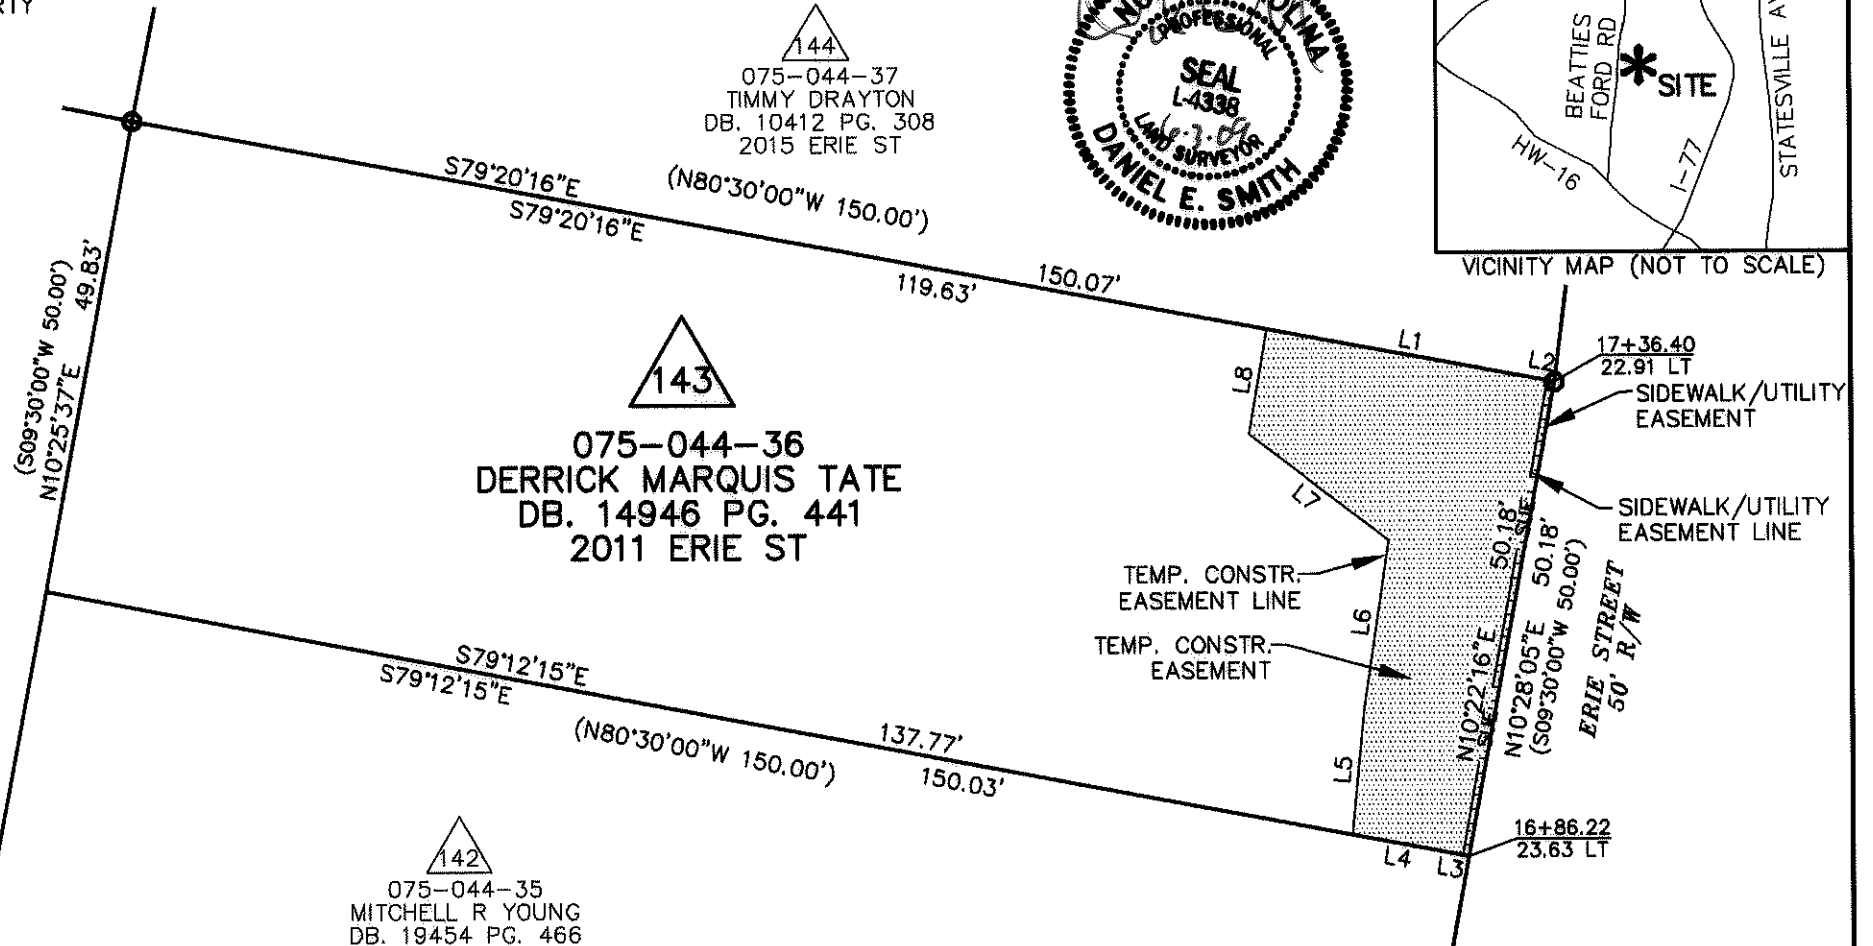 RTY
144
075-044-37
TIMMY DRAYTON
DB. 10412 PG. 308
2015 ERIE ST
PROFESSIONAL
SEAL
L-4338
LAND SURVEYOR
DANIEL E. SMITH
BEATTIES
FORD RD
SITE
HW-16
I-77
STATESVILLE AV
VICINITY MAP (NOT TO SCALE)
S79°20'16"E
S79°20'16"E
(N80°30'00"W 150.00')
119.63'
150.07'
(S09°30'00"W 50.00')
N10°25'37"E
49.83'
143
075-044-36
DERRICK MARQUIS TATE
DB. 14946 PG. 441
2011 ERIE ST
L1
L2
L8
L7
L6
L5
L4
L3
17+36.40
22.91 LT
SIDEWALK/UTILITY
EASEMENT
SIDEWALK/UTILITY
EASEMENT LINE
TEMP. CONSTR.
EASEMENT LINE
TEMP. CONSTR.
EASEMENT
N10°22'16"E
50.18'
SUE
SUE
N10°28'05"E 50.18'
(S09°30'00"W 50.00')
ERIE STREET
50' R/W
16+86.22
23.63 LT
S79°12'15"E
S79°12'15"E
(N80°30'00"W 150.00')
137.77'
150.03'
142
075-044-35
MITCHELL R YOUNG
DB. 19454 PG. 466